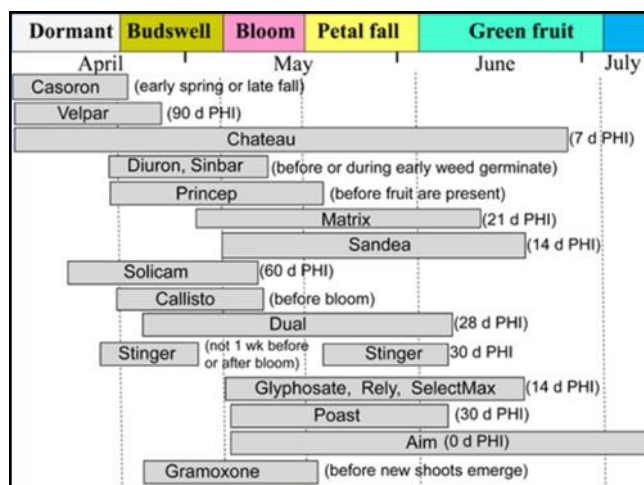 Dormant Budswell Bloom Petal fall Green fruit
April May June July
Casoron (early spring or late fall)
Velpar (90 d PHI)
Chateau (7 d PHI)
Diuron, Sinbar (before or during early weed germinate)
Princep (before fruit are present)
Matrix (21 d PHI)
Sandea (14 d PHI)
Solicam (60 d PHI)
Callisto (before bloom)
Dual (28 d PHI)
Stinger (not 1 wk before
or after bloom) Stinger 30 d PHI
Glyphosate, Rely, SelectMax (14 d PHI)
Poast (30 d PHI)
Aim (0 d PHI)
Gramoxone (before new shoots emerge)